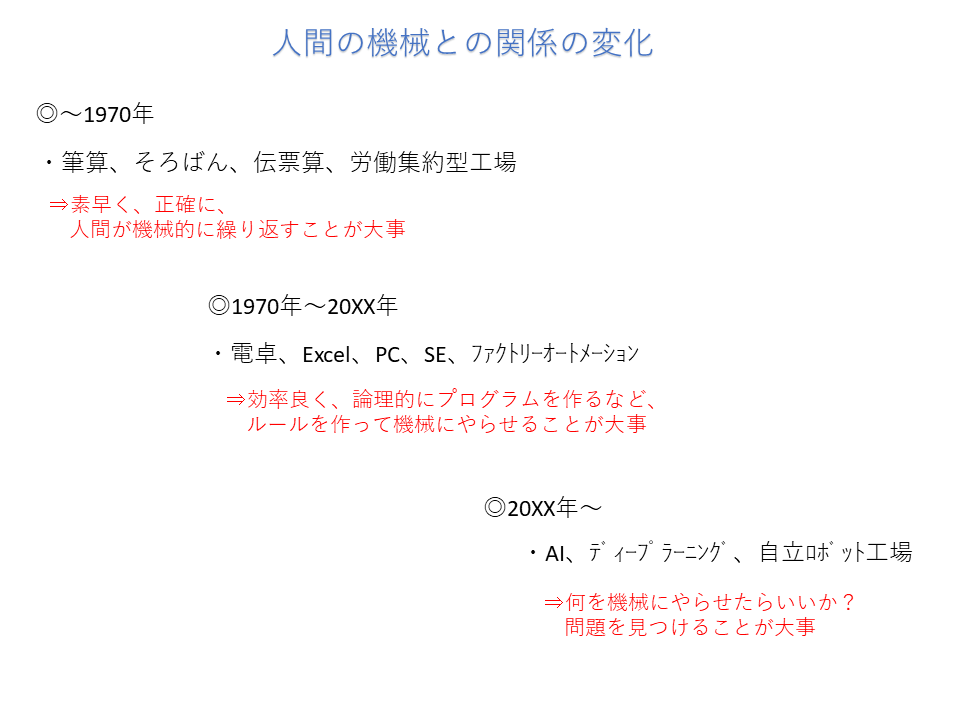 人間の機械との関係の変化
◎～1970年
・筆算、そろばん、伝票算、労働集約型工場
⇒素早く、正確に、
人間が機械的に繰り返すことが大事
◎1970年～20XX年
・電卓、Excel、PC、SE、ﾌｧｸﾄﾘｰｵｰﾄﾒｰｼｮﾝ
⇒効率良く、論理的にプログラムを作るなど、
ルールを作って機械にやらせることが大事
◎20XX年～
・AI、ﾃﾞｨｰﾌﾟﾗｰﾆﾝｸﾞ、自立ﾛﾎﾞｯﾄ工場
⇒何を機械にやらせたらいいか？
問題を見つけることが大事